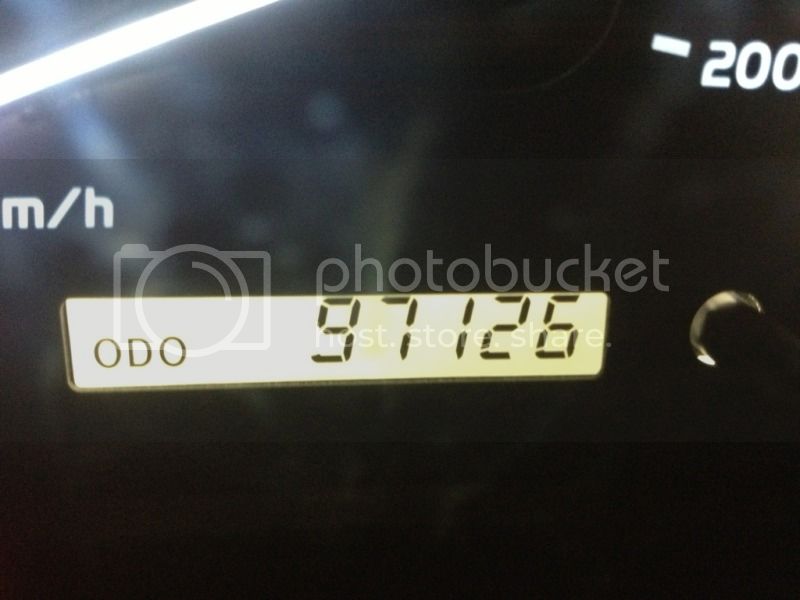 200
m/h
photobucket
host. store. share.
ODO 97126